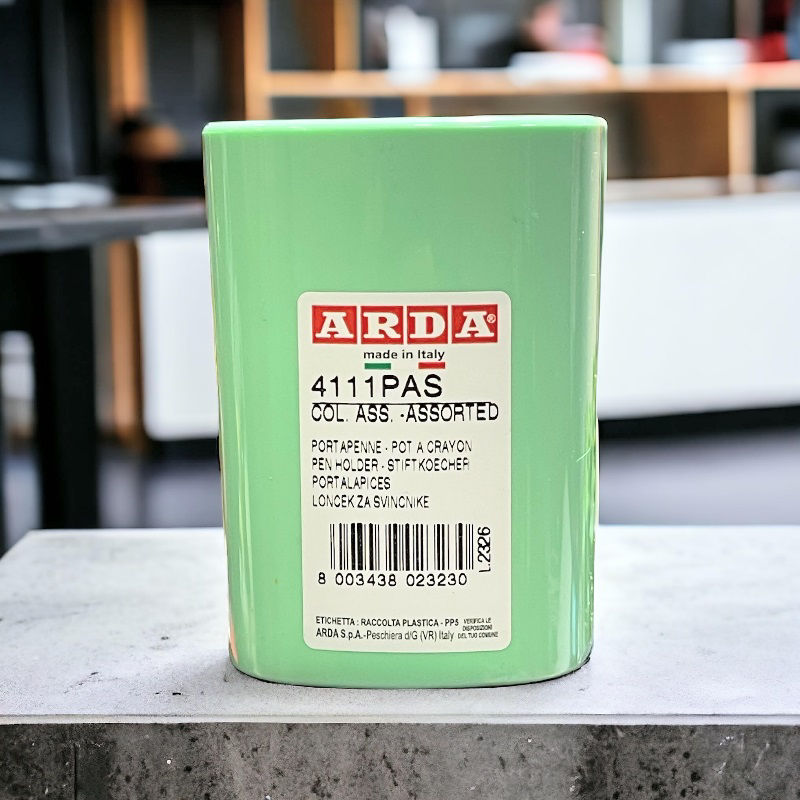 ARDA®
made in Italy
4111PAS
COL. ASS. -ASSORTED
PORTAPENNE - POT A CRAYON
PEN HOLDER - STIFTKOECHER
PORTALAPICES
LONCEK ZA SVINCNIKE
L.2326
8 003438 023230
ETICHETTA : RACCOLTA PLASTICA - PP5
VERIFICA LE
DISPOSIZIONI
DEL TUO COMUNE
ARDA S.p.A.-Peschiera d/G (VR) Italy